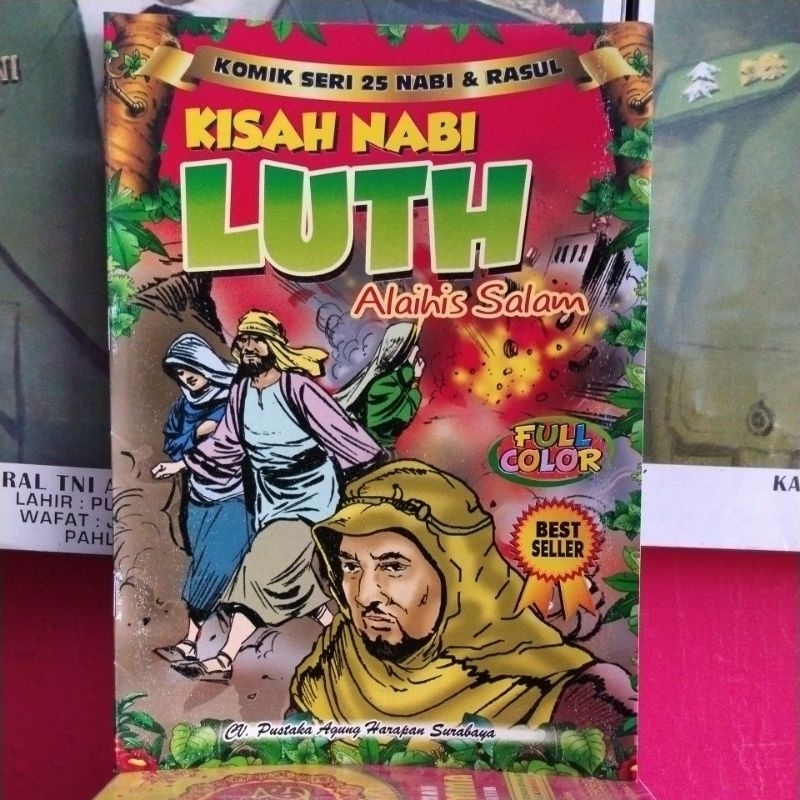 KOMIK SERI 25 NABI & RASUL
KISAH NABI
LUTH
Alaihis Salam
FULL
COLOR
BEST
SELLER
CV. Pustaka Agung Harapan Surabaya
NI
RAL TNI A
LAHIR : PU
WAFAT : J
PAHL
KA